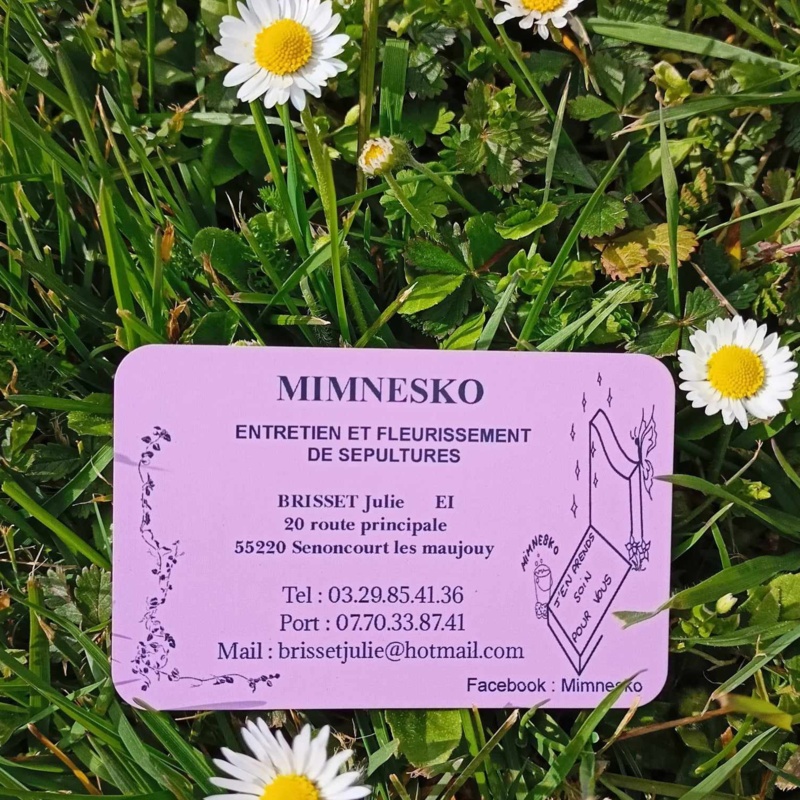 MIMNESKO
ENTRETIEN ET FLEURISSEMENT
DE SEPULTURES
BRISSET Julie EI
20 route principale
55220 Senoncourt les maujouy
Tel : 03.29.85.41.36
Port : 07.70.33.87.41
Mail : brissetjulie@hotmail.com
MIMNESKO
J'EN PRENDS
SOIN
POUR VOUS
Facebook : Mimnesko